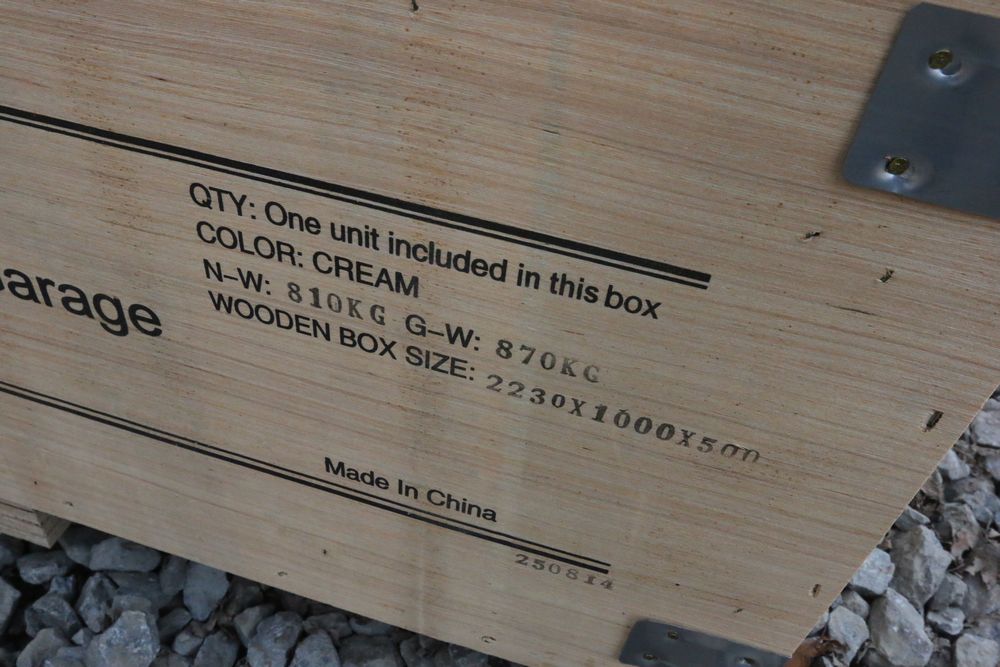 QTY: One unit included in this box
COLOR: CREAM
N-W: 810KG G-W: 870KG
WOODEN BOX SIZE: 2230X1000X500
arage
Made In China
250814